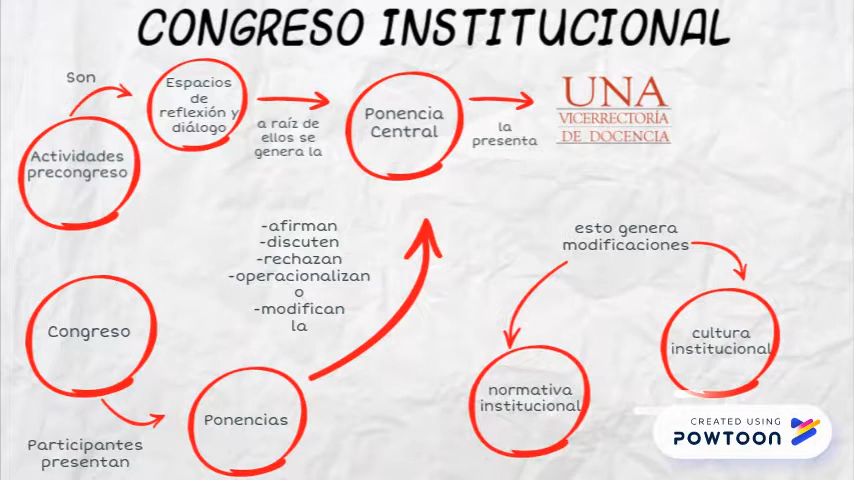 CONGRESO INSTITUCIONAL
Son
Actividades
precongreso
Espacios
de
reflexión y
diálogo
a raíz de
ellos se
genera la
Ponencia
Central
la
presenta
UNA
VICERRECTORÍA
DE DOCENCIA
-afirman
-discuten
-rechazan
-operacionalizan
o
-modifican
la
esto genera
modificaciones
Congreso
cultura
institucional
normativa
institucional
Ponencias
Participantes
presentan
CREATED USING
POWTOON